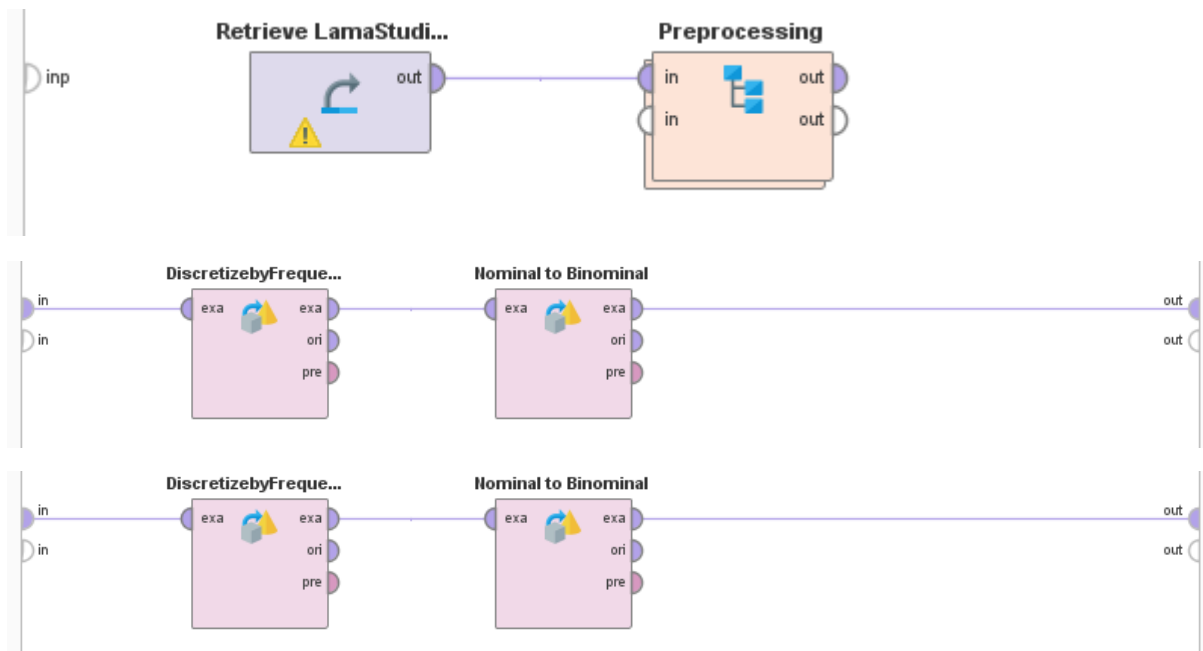 Retrieve LamaStudi...
Preprocessing
inp
out
in
out
in
out
DiscretizebyFreque...
Nominal to Binominal
in
exa
exa
exa
exa
out
in
ori
ori
out
pre
pre
DiscretizebyFreque...
Nominal to Binominal
in
exa
exa
exa
exa
out
in
ori
ori
out
pre
pre